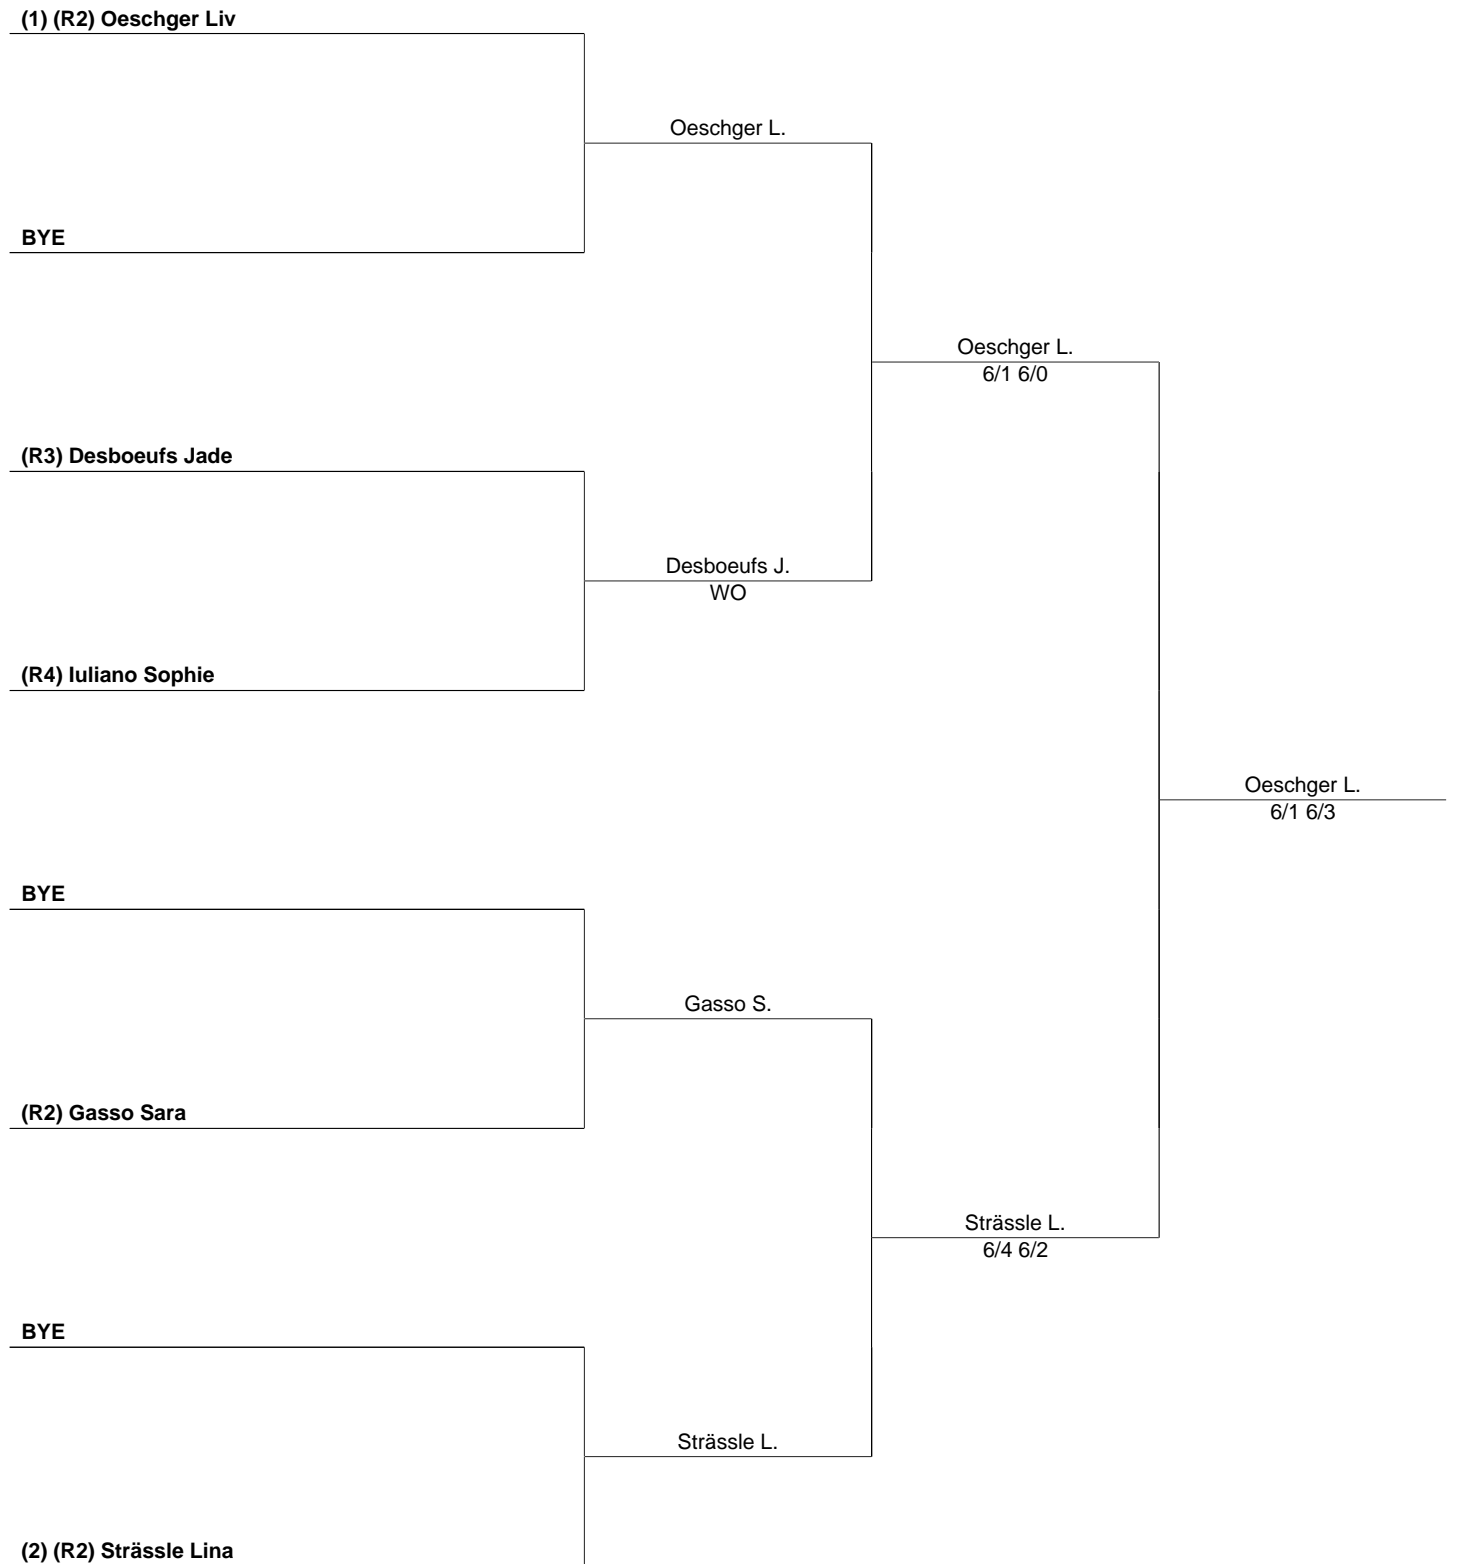 (1) (R2) Oeschger Liv
Oeschger L.
BYE
Oeschger L.
6/1 6/0
(R3) Desboeufs Jade
Desboeufs J.
WO
(R4) Iuliano Sophie
Oeschger L.
6/1 6/3
BYE
Gasso S.
(R2) Gasso Sara
Strässle L.
6/4 6/2
BYE
Strässle L.
(2) (R2) Strässle Lina